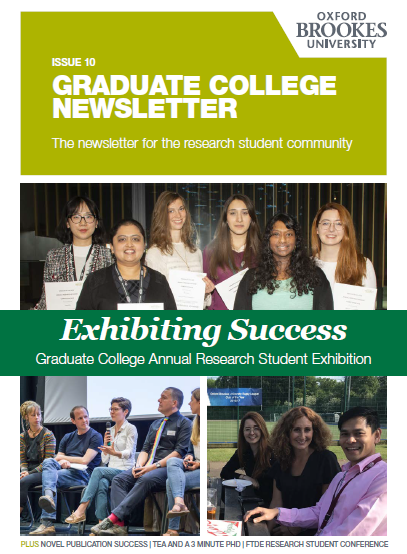 OXFORD
BROOKES
UNIVERSITY
ISSUE 10
GRADUATE COLLEGE
NEWSLETTER
The newsletter for the research student community
Exhibiting Success
Graduate College Annual Research Student Exhibition
PLUS NOVEL PUBLICATION SUCCESS | TEA AND A 3 MINUTE PHD | FTDE RESEARCH STUDENT CONFERENCE